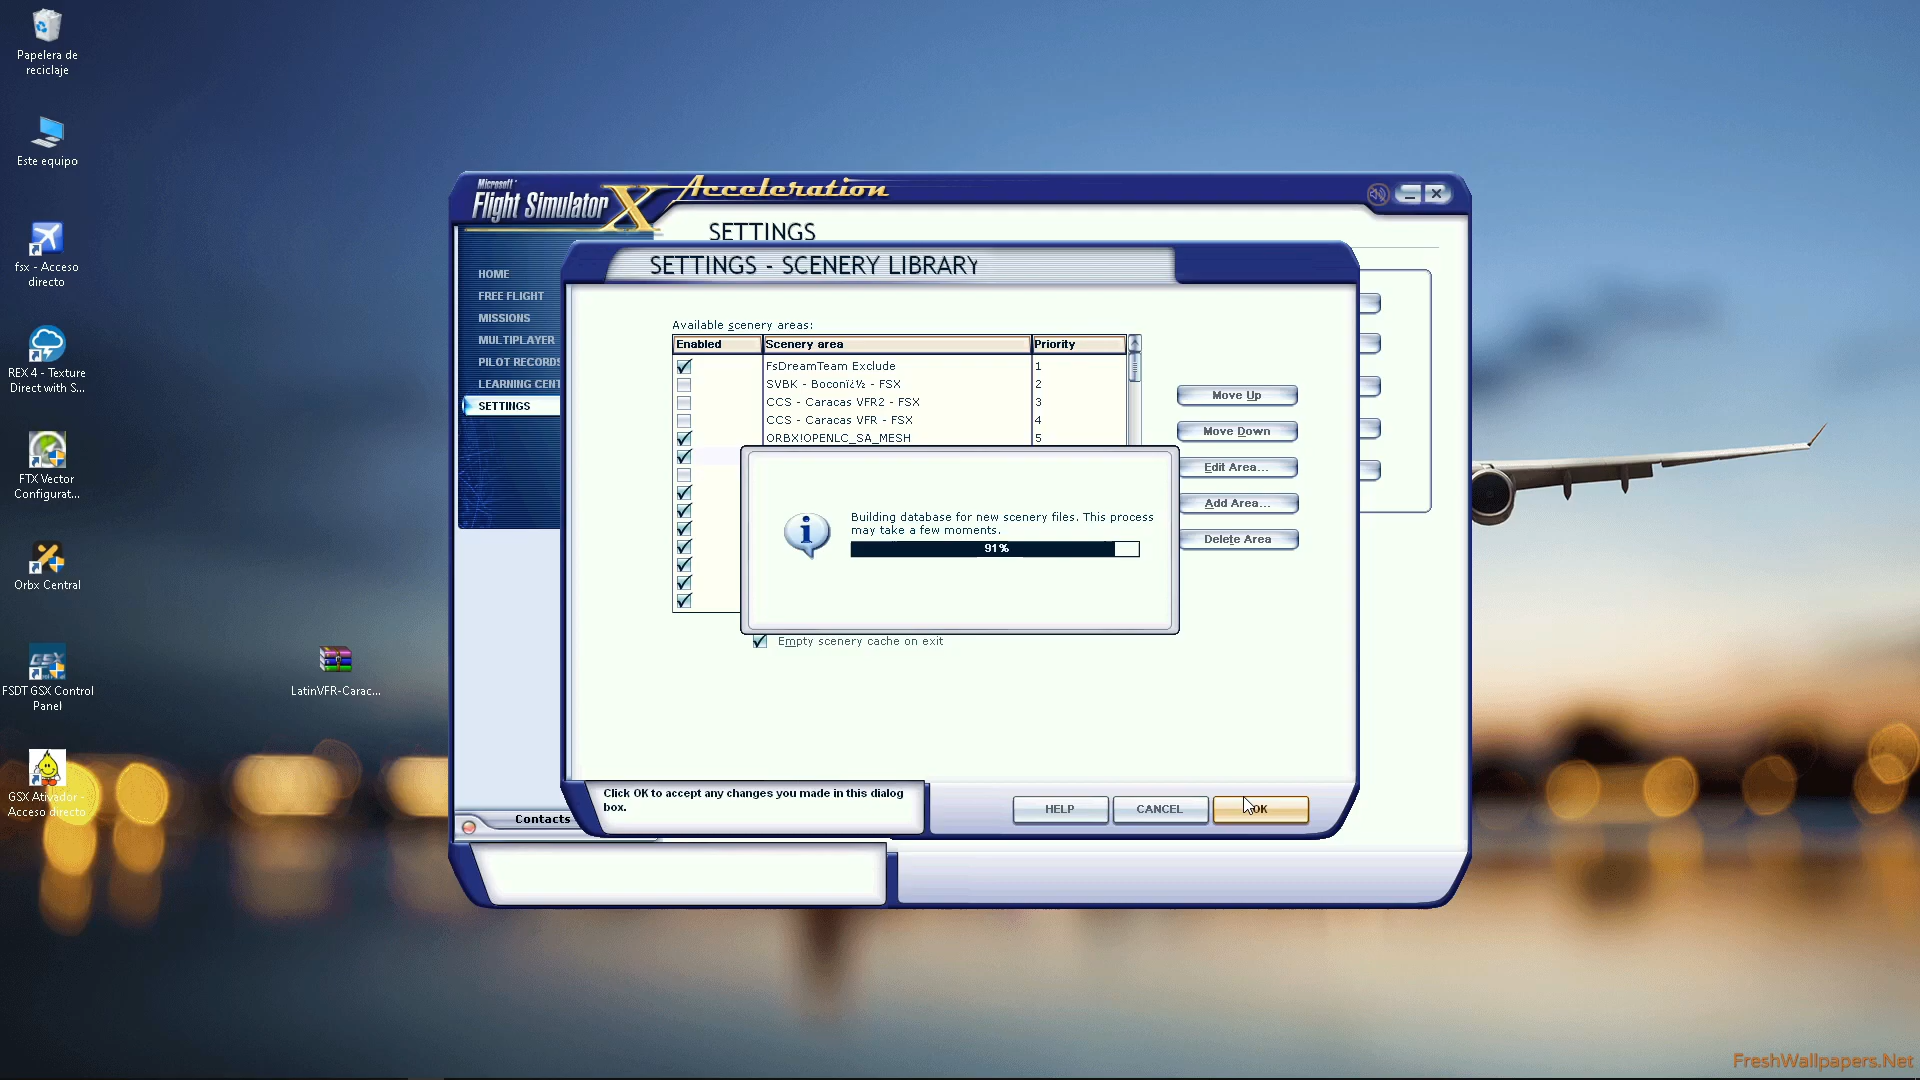 Papelera de
reciclaje
Este equipo
fsx - Acceso
directo
REX 4 - Texture
Direct with S...
FTX Vector
Configurat...
Orbx Central
FSDT GSX Control
Panel
GSX Ativador -
Acceso directo
LatinVFR-Carac...
Microsoft
Flight Simulator X Acceleration
SETTINGS
HOME
FREE FLIGHT
MISSIONS
MULTIPLAYER
PILOT RECORDS
LEARNING CENT
SETTINGS
Contacts
SETTINGS - SCENERY LIBRARY
Available scenery areas:
Enabled Scenery area Priority
FsDreamTeam Exclude 1
SVBK - Boconï¿½ - FSX 2
CCS - Caracas VFR2 - FSX 3
CCS - Caracas VFR - FSX 4
ORBX!OPENLC_SA_MESH 5
Move Up
Move Down
Edit Area...
Add Area...
Delete Area
Building database for new scenery files. This process
may take a few moments.
91%
Empty scenery cache on exit
Click OK to accept any changes you made in this dialog
box.
HELP CANCEL OK
FreshWallpapers.Net